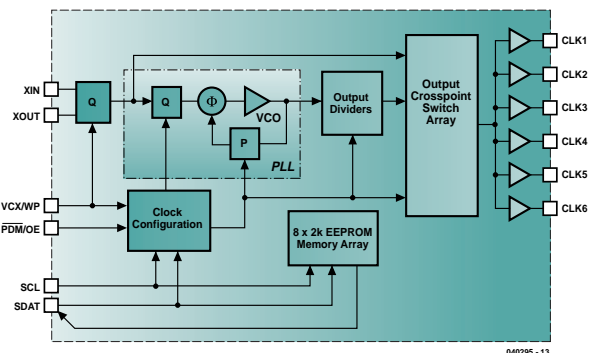 XIN
XOUT
VCX/WP
PDM/OE
SCL
SDAT
Q
Q
Φ
VCO
P
PLL
Output
Dividers
Output
Crosspoint
Switch
Array
Clock
Configuration
8 x 2k EEPROM
Memory Array
CLK1
CLK2
CLK3
CLK4
CLK5
CLK6
040295 - 13